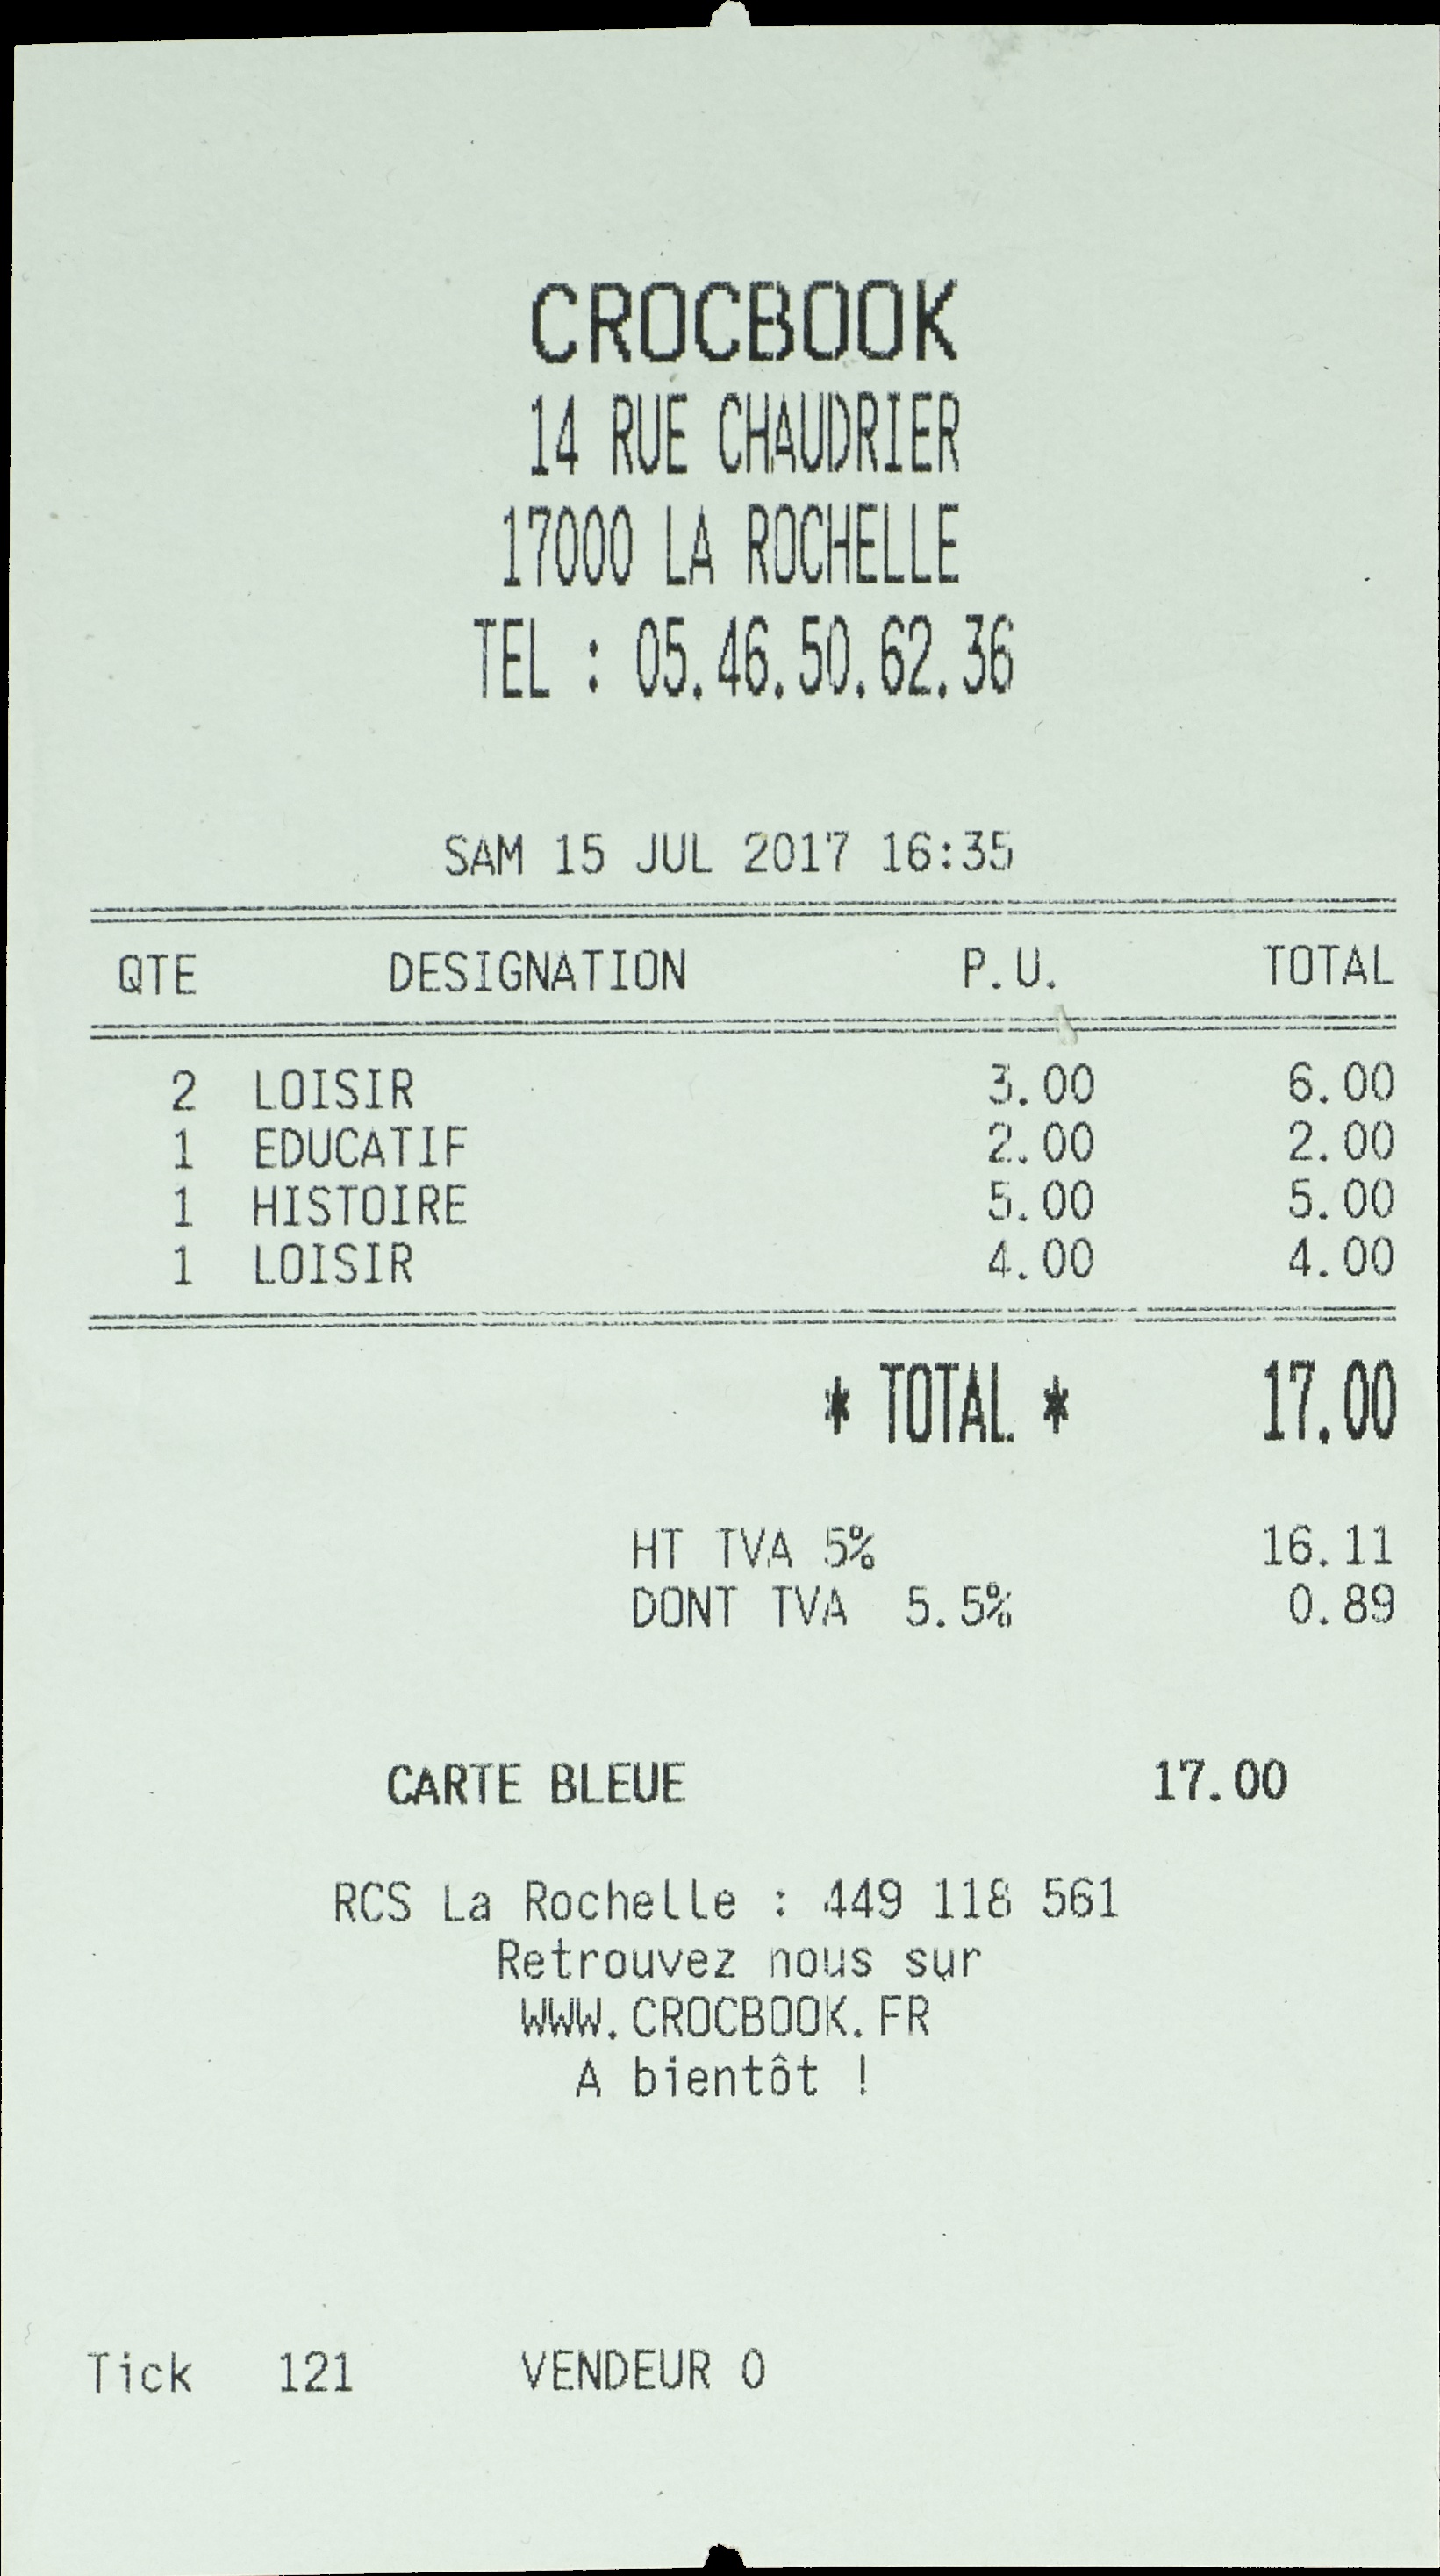 CROCBOOK
14 RUE CHAUDRIER
17000 LA ROCHELLE
TEL : 05.46.50.62.36
SAM 15 JUL 2017 16:35
QTE DESIGNATION P.U. TOTAL
2 LOISIR 3.00 6.00
1 EDUCATIF 2.00 2.00
1 HISTOIRE 5.00 5.00
1 LOISIR 4.00 4.00
* TOTAL * 17.00
HT TVA 5% 16.11
DONT TVA 5.5% 0.89
CARTE BLEUE 17.00
RCS La Rochelle : 449 118 561
Retrouvez nous sur
WWW.CROCBOOK.FR
A bientôt !
Tick 121 VENDEUR 0